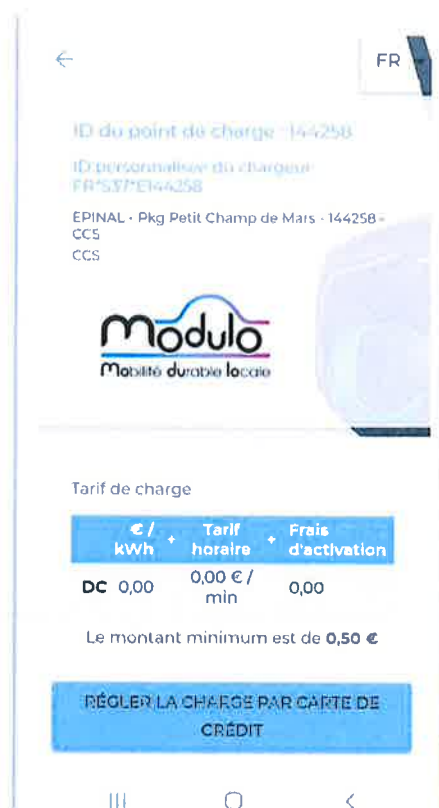 FR
ID du point de charge : 144258
ID personnalisé du chargeur:
FR*S37*E144258
EPINAL - Pkg Petit Champ de Mars - 144258 -
CCS
CCS
Modulo
Mobilité durable locale
Tarif de charge
€ / kWh + Tarif horaire + Frais d'activation
DC 0,00 0,00 € / min 0,00
Le montant minimum est de 0,50 €
RÉGLER LA CHARGE PAR CARTE DE
CRÉDIT